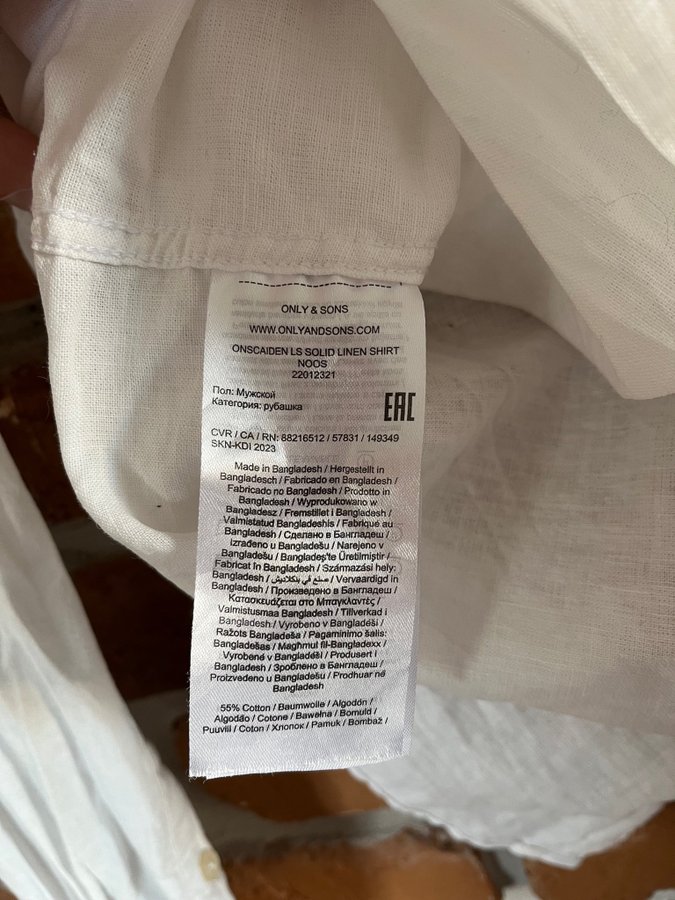 ONLY & SONS
WWW.ONLYANDSONS.COM
ONSCAIDEN LS SOLID LINEN SHIRT
NOOS
22012321
Пол: Мужской
Категория: рубашка
EAC
CVR / CA / RN: 88216512 / 57831 / 149349
SKN-KDI 2023
Made in Bangladesh / Hergestellt in
Bangladesch / Fabricado en Bangladesh /
Fabricado no Bangladesh / Prodotto in
Bangladesh / Wyprodukowano w
Bangladesz / Fremstillet i Bangladesh /
Valmistatud Bangladeshis / Fabriqué au
Bangladesh / Сделано в Бангладеш /
Izrađeno u Bangladešu / Narejeno v
Bangladešu / Bangladeş'te Üretilmiştir /
Fabricat în Bangladesh / Származási hely:
Bangladesh / صنع في بنكلاديش / Vervaardigd in
Bangladesh / Произведено в Бангладеш /
Κατασκευάζεται στο Μπαγκλαντές /
Valmistusmaa Bangladesh / Tillverkad i
Bangladesh / Vyrobeno v Bangladéši /
Ražots Bangladeša / Pagaminimo šalis:
Bangladešas / Magħmul fil-Bangladexx /
Vyrobené v Bangladéši / Produsert i
Bangladesh / Зроблено в Бангладеш /
Proizvedeno u Bangladešu / Prodhuar në
Bangladesh
55% Cotton / Baumwolle / Algodón /
Algodão / Cotone / Bawełna / Bomuld /
Puuvill / Coton / Хлопок / Pamuk / Bombaž /